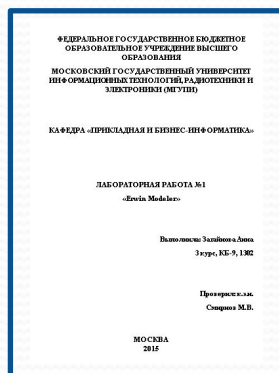 ФЕДЕРАЛЬНОЕ ГОСУДАРСТВЕННОЕ БЮДЖЕТНОЕ
ОБРАЗОВАТЕЛЬНОЕ УЧРЕЖДЕНИЕ ВЫСШЕГО
ОБРАЗОВАНИЯ
МОСКОВСКИЙ ГОСУДАРСТВЕННЫЙ УНИВЕРСИТЕТ
ИНФОРМАЦИОННЫХ ТЕХНОЛОГИЙ, РАДИОТЕХНИКИ И
ЭЛЕКТРОНИКИ (МГУПИ)
КАФЕДРА «ПРИКЛАДНАЯ И БИЗНЕС-ИНФОРМАТИКА»
ЛАБОРАТОРНАЯ РАБОТА №1
«Erwin Modeler»
Выполнила: Загайнова Анна
3 курс, КБ-9, 1302
Проверил: к.э.н.
Смирнов М.В.
МОСКВА
2015